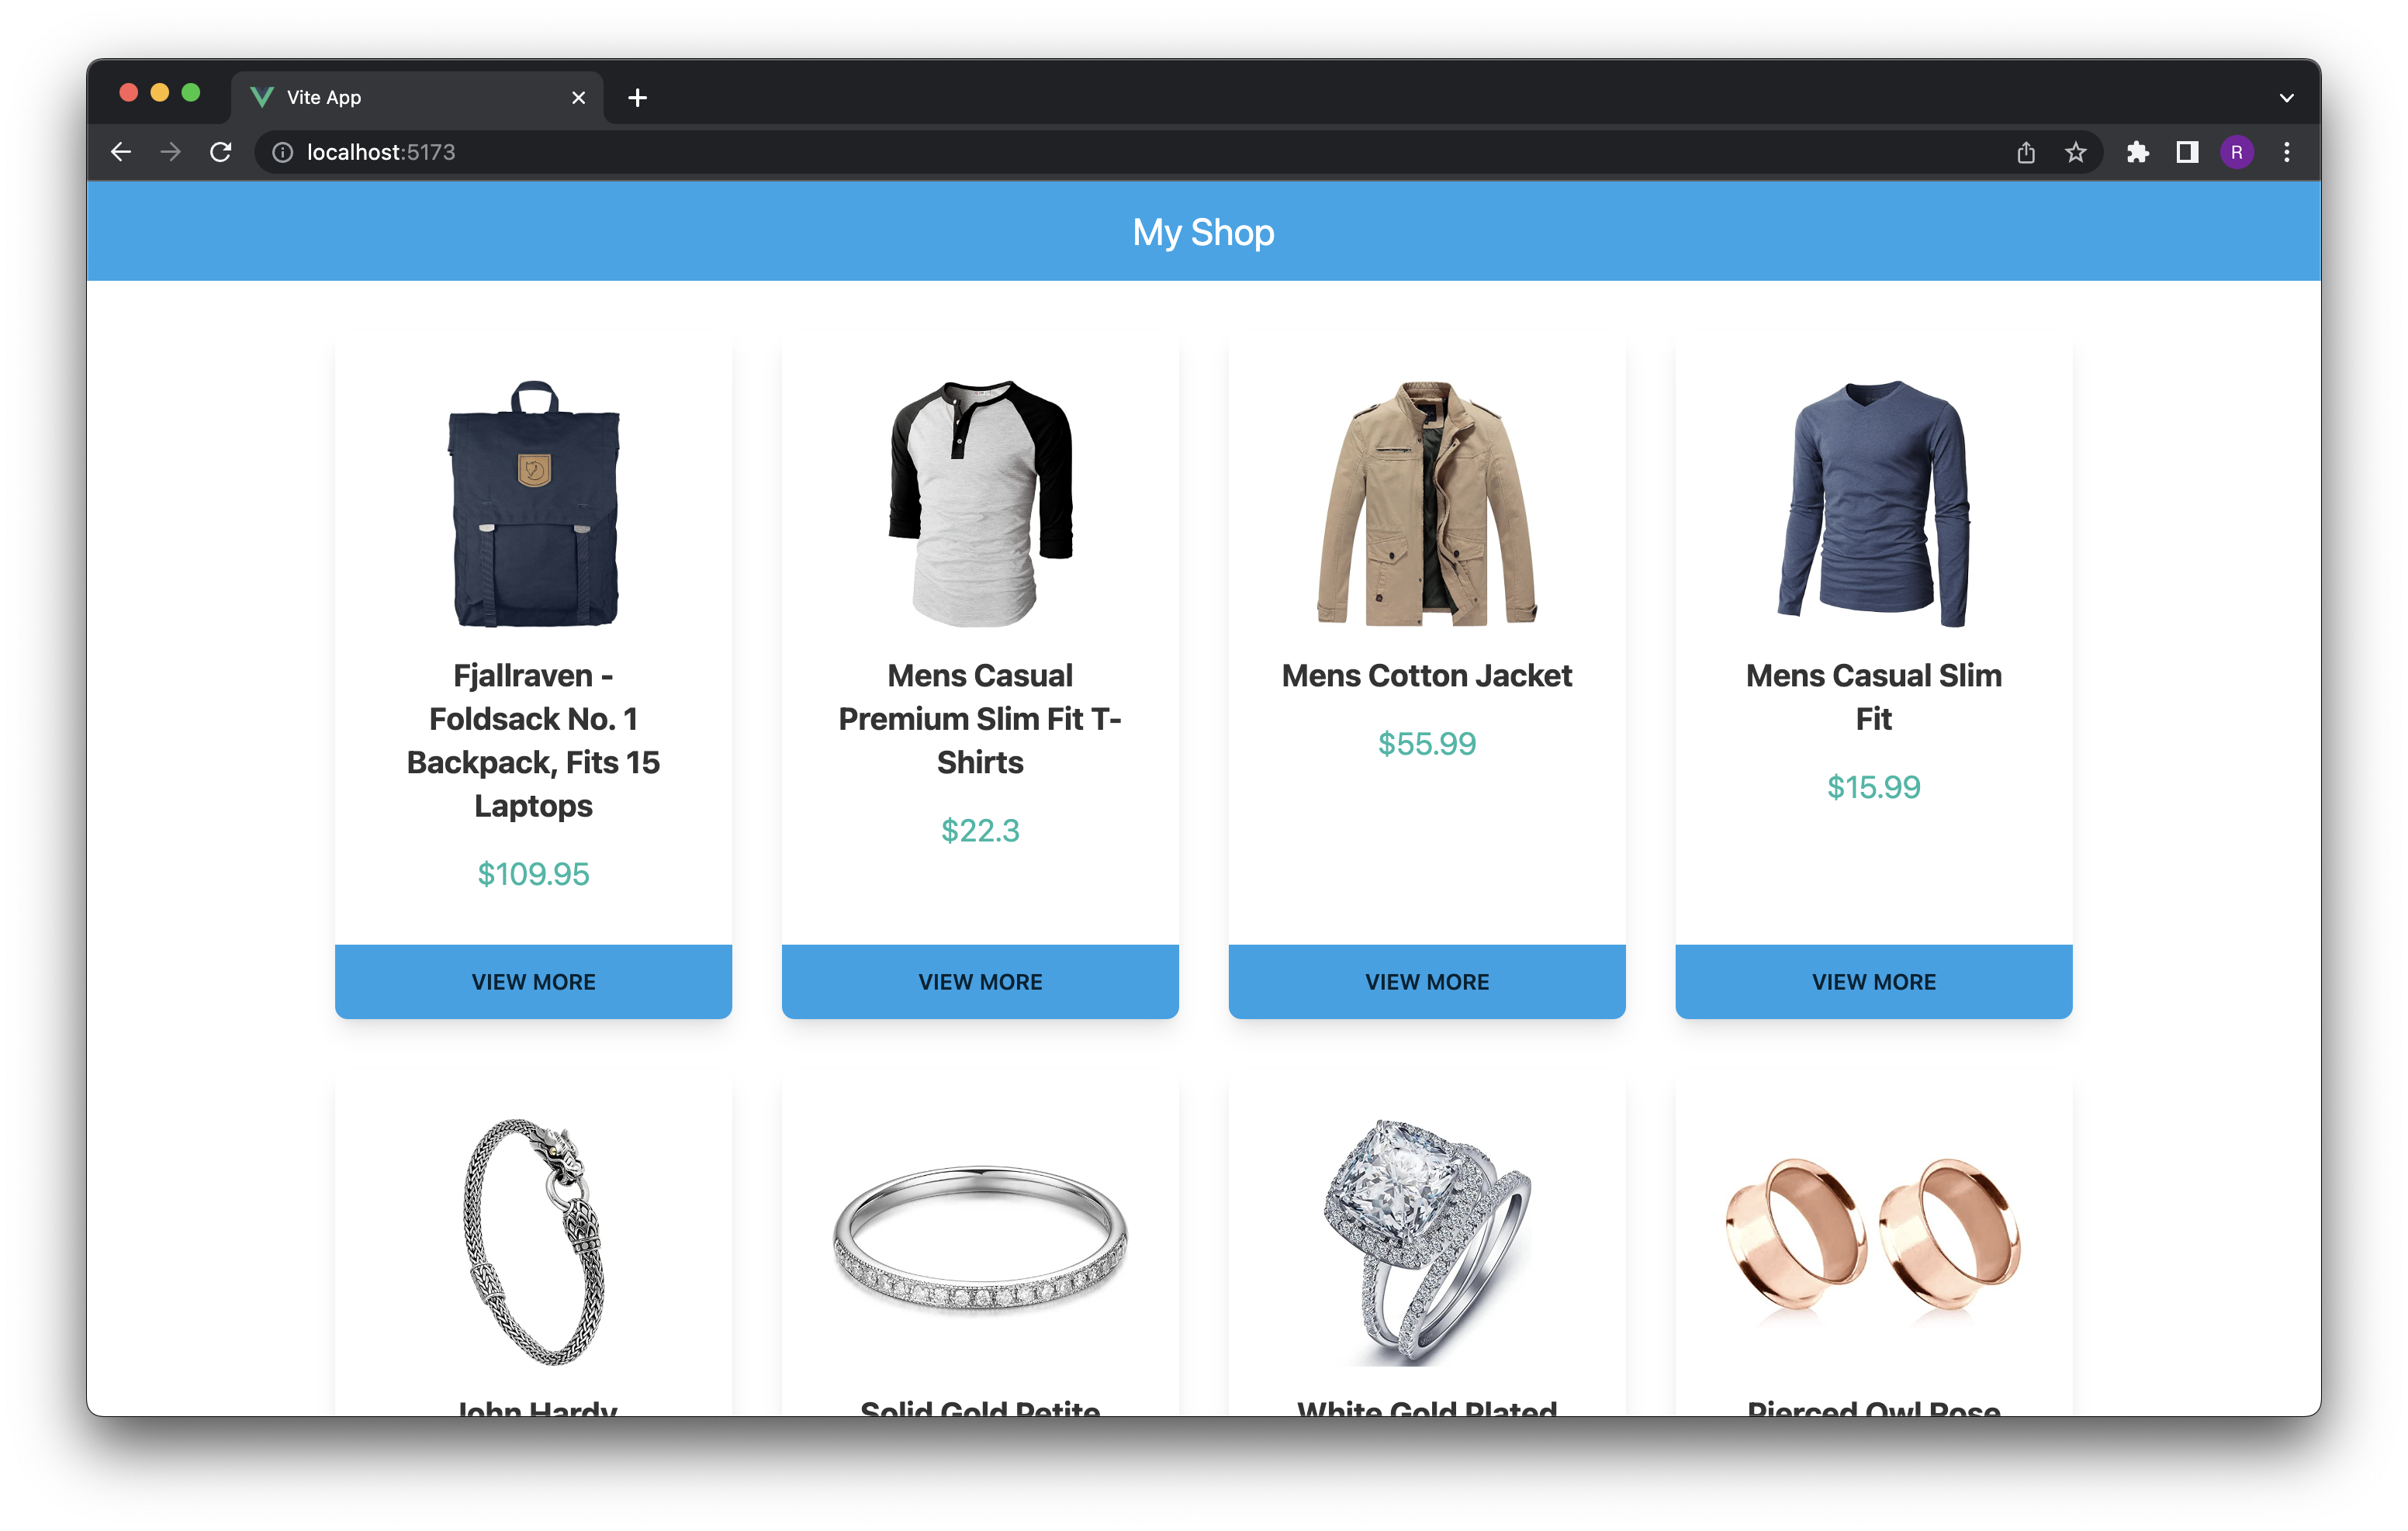 Vite App
localhost:5173
R
My Shop
Fjallraven -
Foldsack No. 1
Backpack, Fits 15
Laptops
$109.95
VIEW MORE
Mens Casual
Premium Slim Fit T-
Shirts
$22.3
VIEW MORE
Mens Cotton Jacket
$55.99
VIEW MORE
Mens Casual Slim
Fit
$15.99
VIEW MORE
John Hardy
Solid Gold Petite
White Gold Plated
Pierced Owl Rose